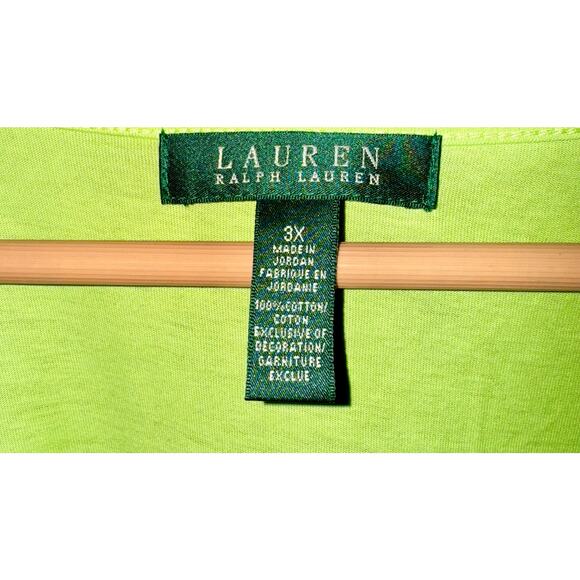 LAUREN
RALPH LAUREN
3X
MADE IN
JORDAN
FABRIQUE EN
JORDANIE
100% COTTON/
COTON
EXCLUSIVE OF
DECORATION/
GARNITURE
EXCLUE